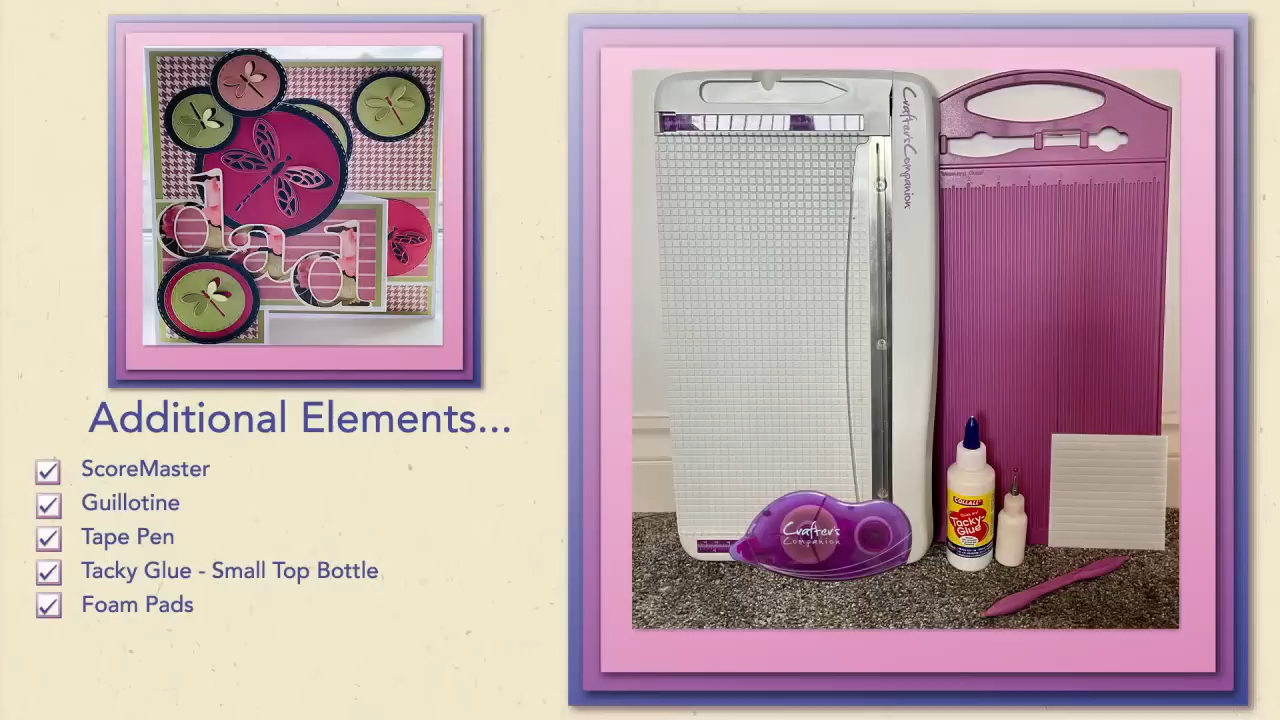 dad
Additional Elements...
ScoreMaster
Guillotine
Tape Pen
Tacky Glue - Small Top Bottle
Foam Pads
Crafter's Companion
Crafter's
Companion
COLLALL
Tacky
Glue